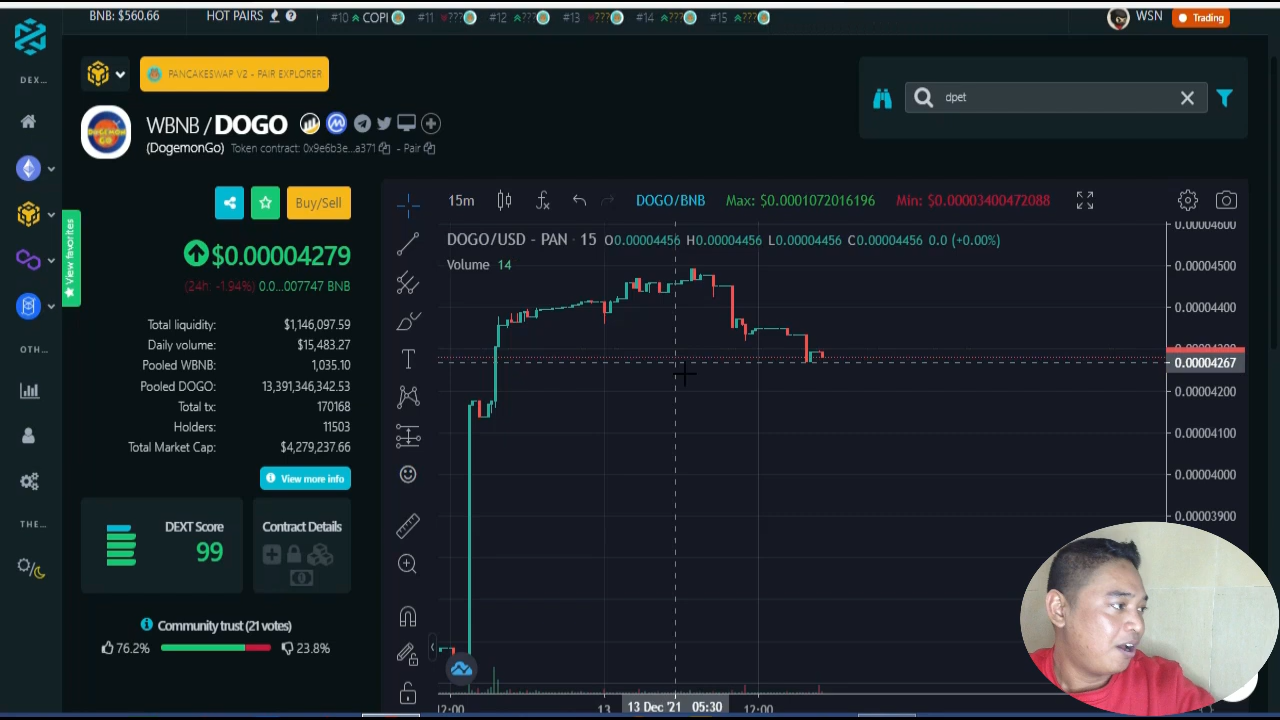 BNB: $560.66
HOT PAIRS
#10 COPI
#11 ???
#12 ???
#13 ???
#14 ???
#15 ???
WSN
Trading
DEX...
PANCAKESWAP V2 - PAIR EXPLORER
dpet
WBNB / DOGO
(DogemonGo) Token contract: 0x9e6b3e...a371 - Pair
Buy/Sell
View favorites
$0.00004279
(24h: -1.94%) 0.0...007747 BNB
Total liquidity: $1,146,097.59
Daily volume: $15,483.27
Pooled WBNB: 1,035.10
Pooled DOGO: 13,391,346,342.53
Total tx: 170168
Holders: 11503
Total Market Cap: $4,279,237.66
View more info
OTH...
THE...
DEXT Score
99
Contract Details
Community trust (21 votes)
76.2%
23.8%
15m
DOGO/BNB
Max: $0.0001072016196
Min: $0.00003400472088
DOGO/USD - PAN · 15 O0.00004456 H0.00004456 L0.00004456 C0.00004456 0.0 (+0.00%)
Volume 14
0.00004600
0.00004500
0.00004400
0.00004267
0.00004200
0.00004100
0.00004000
0.00003900
12:00
13
13 Dec '21 05:30
12:00